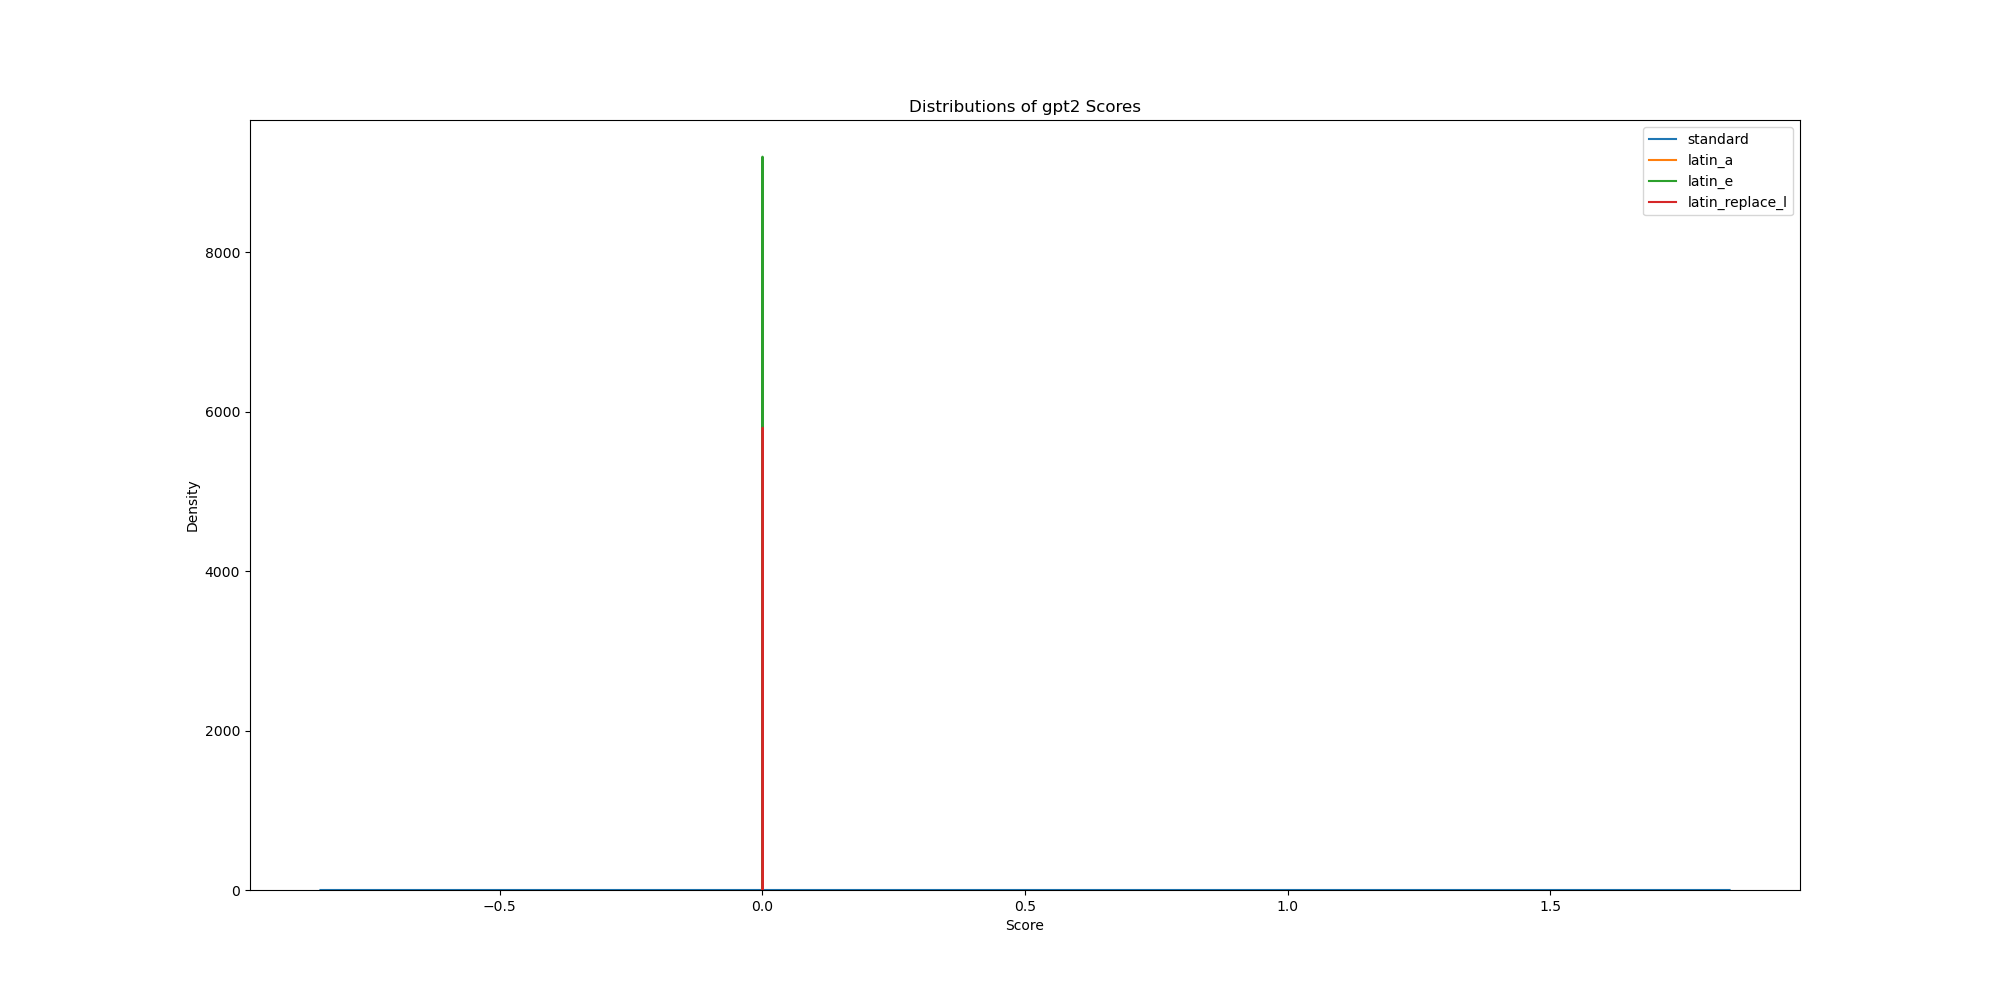 Distributions of gpt2 Scores
standard
latin_a
latin_e
latin_replace_l
8000
6000
4000
2000
0
Density
−0.5
0.0
0.5
1.0
1.5
Score